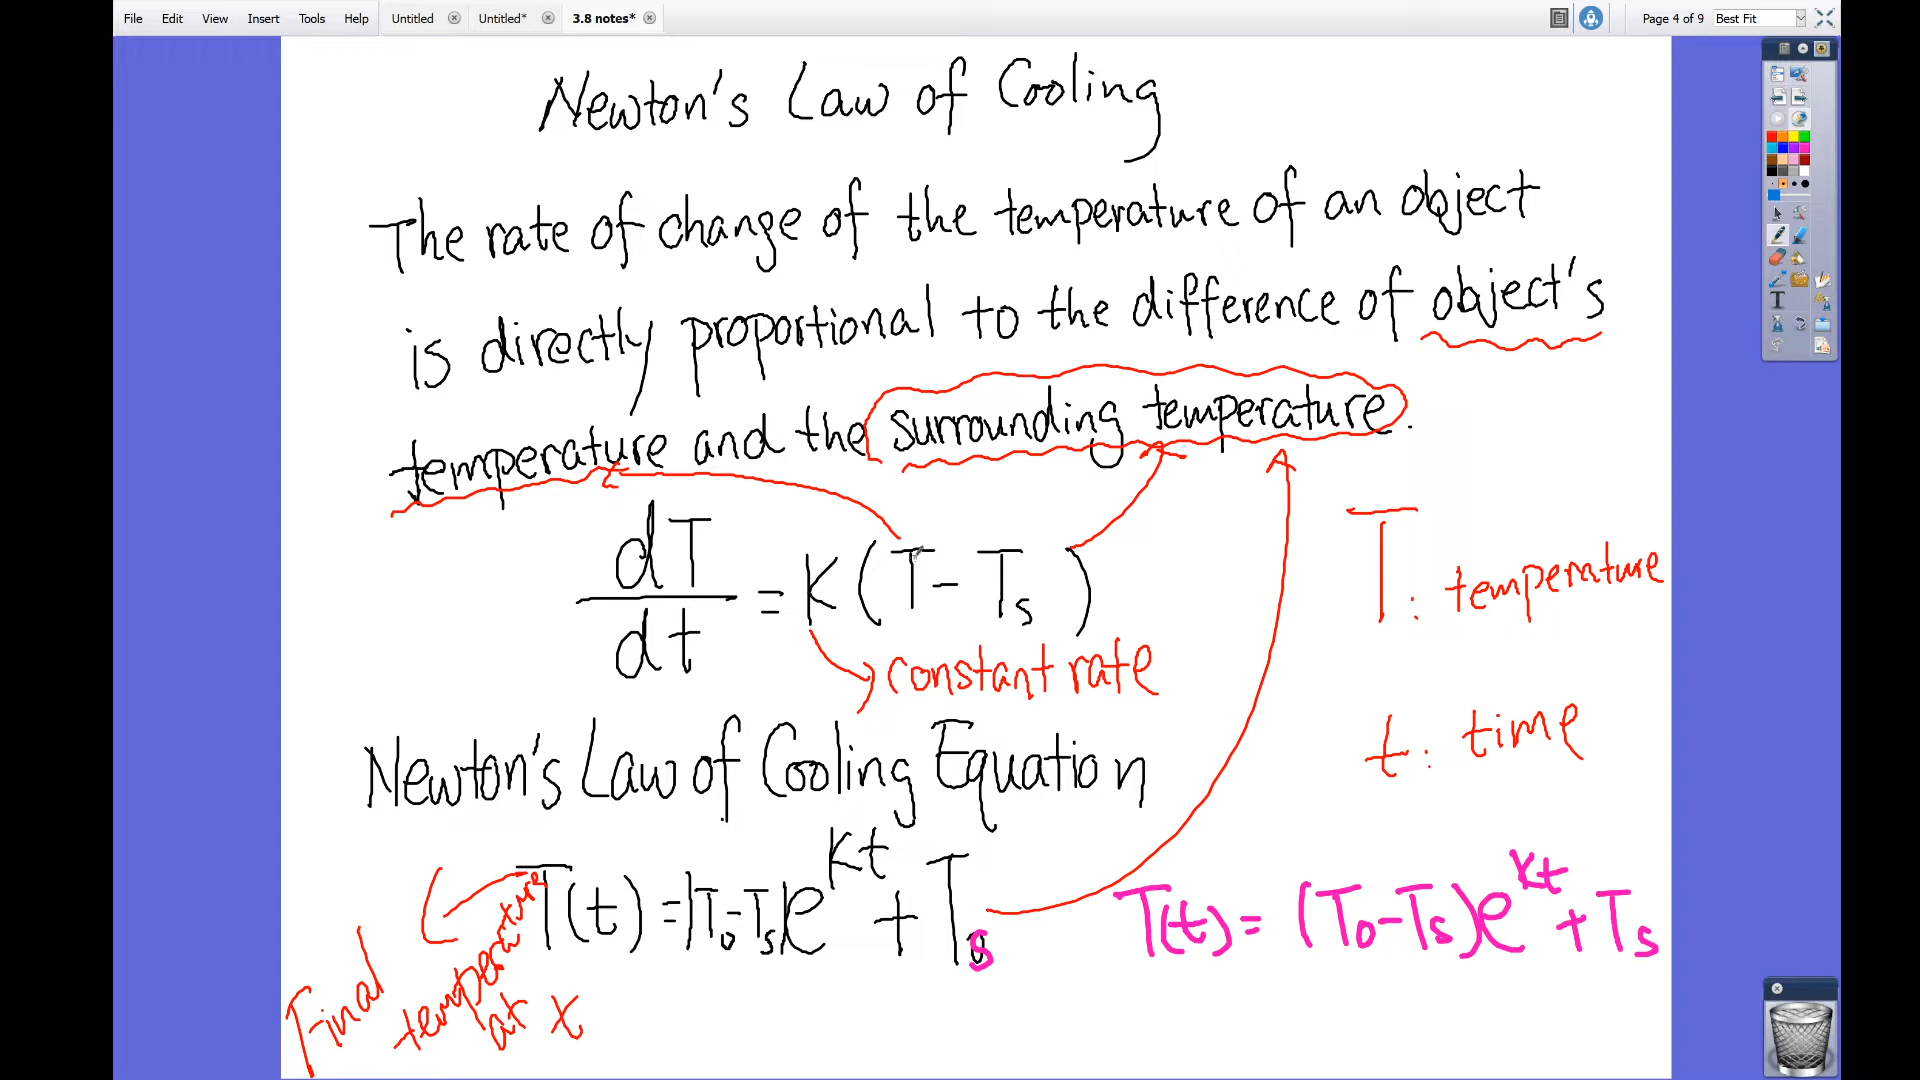 File Edit View Insert Tools Help Untitled Untitled* 3.8 notes* Page 4 of 9 Best Fit
Newton's Law of Cooling
The rate of change of the temperature of an object
is directly proportional to the difference of object's
temperature and the surrounding temperature.
dT/dt = K(T - Ts)
T: temperature
constant rate
t: time
Newton's Law of Cooling Equation
T(t) = |To-Ts|e^Kt + Ts
T(t) = (To-Ts)e^Kt + Ts
Final
temperature
at t